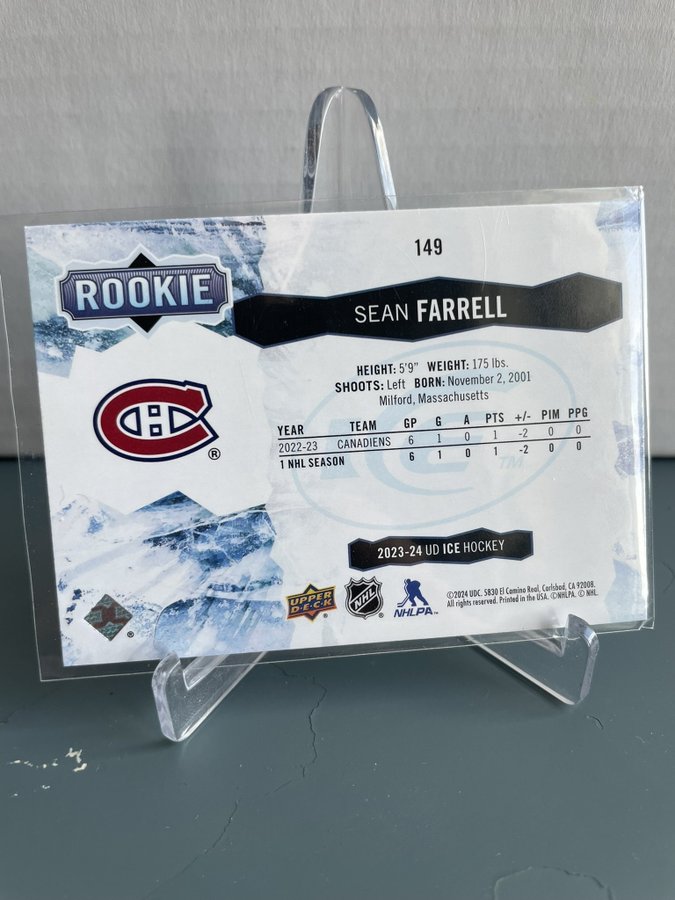 149
ROOKIE
SEAN FARRELL
HEIGHT: 5'9" WEIGHT: 175 lbs.
SHOOTS: Left BORN: November 2, 2001
Milford, Massachusetts
YEAR TEAM GP G A PTS +/- PIM PPG
2022-23 CANADIENS 6 1 0 1 -2 0 0
1 NHL SEASON 6 1 0 1 -2 0 0
ICE TM
®
2023-24 UD ICE HOCKEY
UPPER DECK ®
NHL ®
NHLPA™
©2024 UDC. 5830 El Camino Real, Carlsbad, CA 92008.
All rights reserved. Printed in the USA. ©NHLPA. © NHL.
®